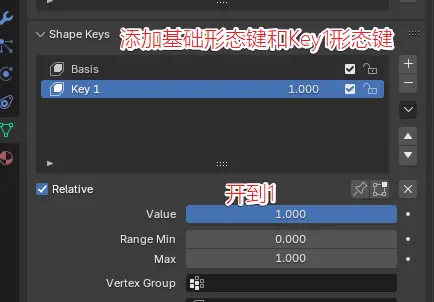 Shape Keys
添加基础形态键和Key1形态键
Basis
Key 1 1.000
Relative
开到1
Value 1.000
Range Min 0.000
Max 1.000
Vertex Group